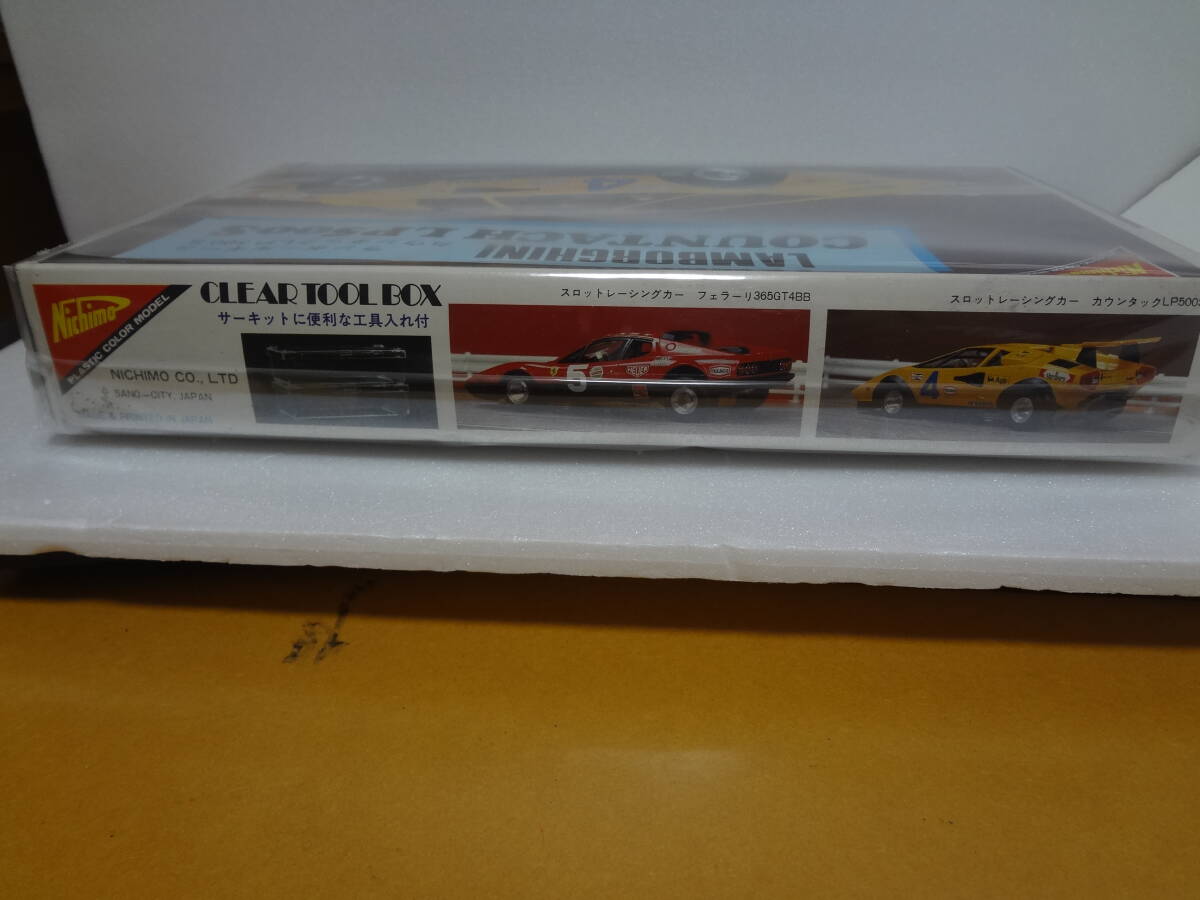 LAMBORGHINI
COUNTACH LP500S
Nichimo
PLASTIC COLOR MODEL
CLEAR TOOL BOX
サーキットに便利な工具入れ付
NICHIMO CO., LTD
SANO-CITY, JAPAN
PRINTED IN JAPAN
スロットレーシングカー フェラーリ365GT4BB
5
HEUER
スロットレーシングカー カウンタックLP500S
4
Nichimo
4